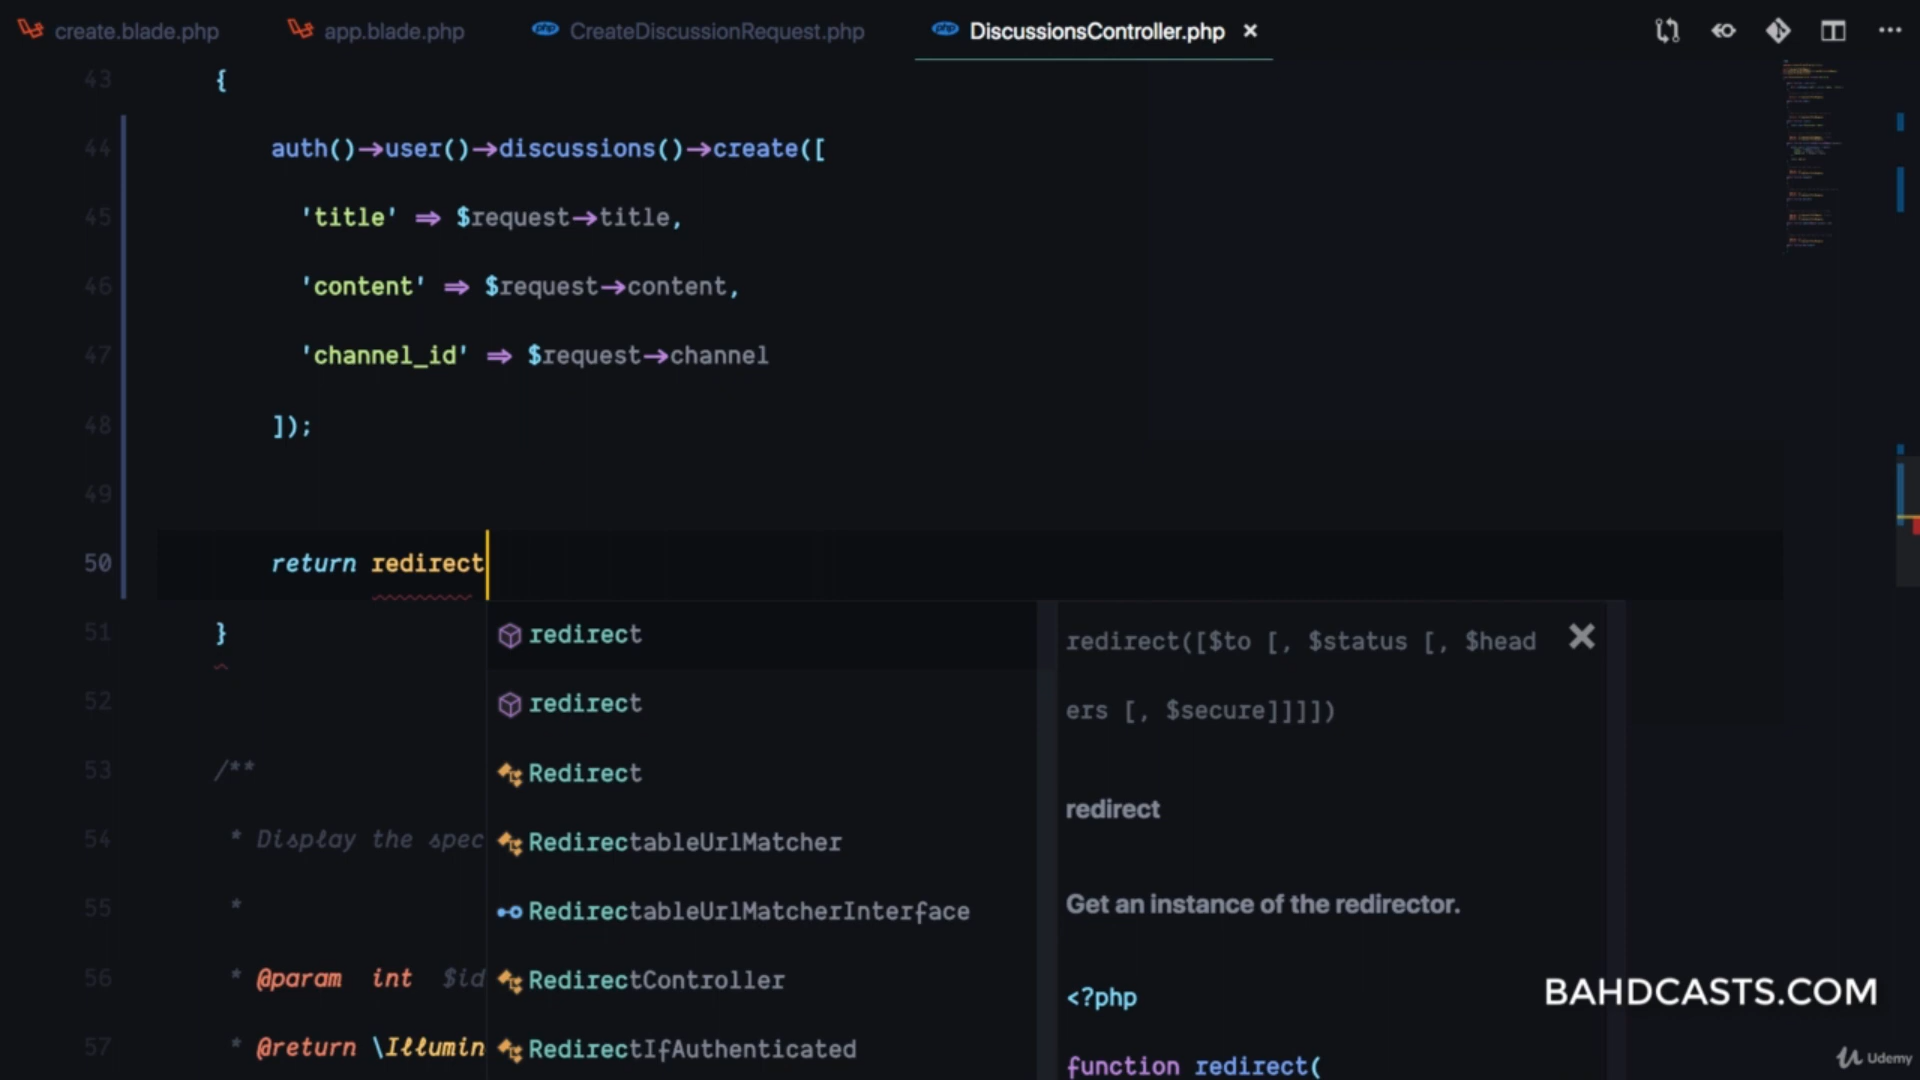 create.blade.php app.blade.php php CreateDiscussionRequest.php php DiscussionsController.php ×
43 {
44 auth()->user()->discussions()->create([
45 'title' => $request->title,
46 'content' => $request->content,
47 'channel_id' => $request->channel
48 ]);
49
50 return redirect
51 }
52
53 /**
54 * Display the spec
55 *
56 * @param int $id
57 * @return \Illumin
redirect
redirect
Redirect
RedirectableUrlMatcher
RedirectableUrlMatcherInterface
RedirectController
RedirectIfAuthenticated
redirect([$to [, $status [, $head
ers [, $secure]]]])
redirect
Get an instance of the redirector.
<?php
function redirect(
BAHDCASTS.COM
Udemy